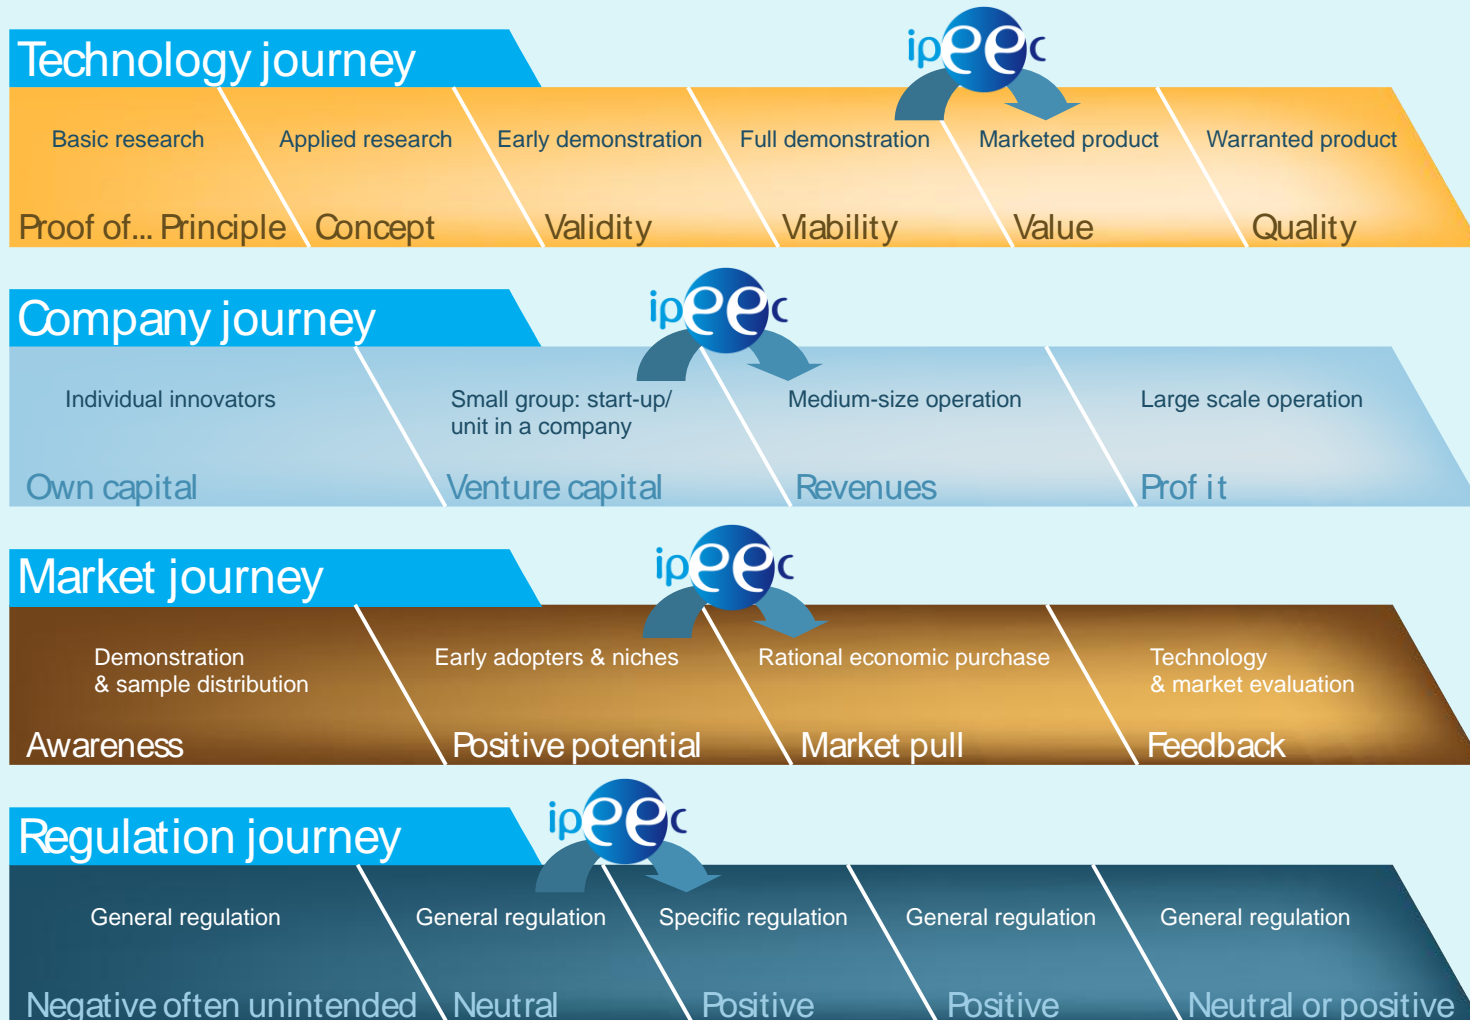 ipeec
Technology journey
Basic research Applied research Early demonstration Full demonstration Marketed product Warranted product
Proof of... Principle Concept Validity Viability Value Quality
ipeec
Company journey
Individual innovators Small group: start-up/ Medium-size operation Large scale operation
unit in a company
Own capital Venture capital Revenues Profit
ipeec
Market journey
Demonstration Early adopters & niches Rational economic purchase Technology
& sample distribution & market evaluation
Awareness Positive potential Market pull Feedback
ipeec
Regulation journey
General regulation General regulation Specific regulation General regulation General regulation
Negative often unintended Neutral Positive Positive Neutral or positive